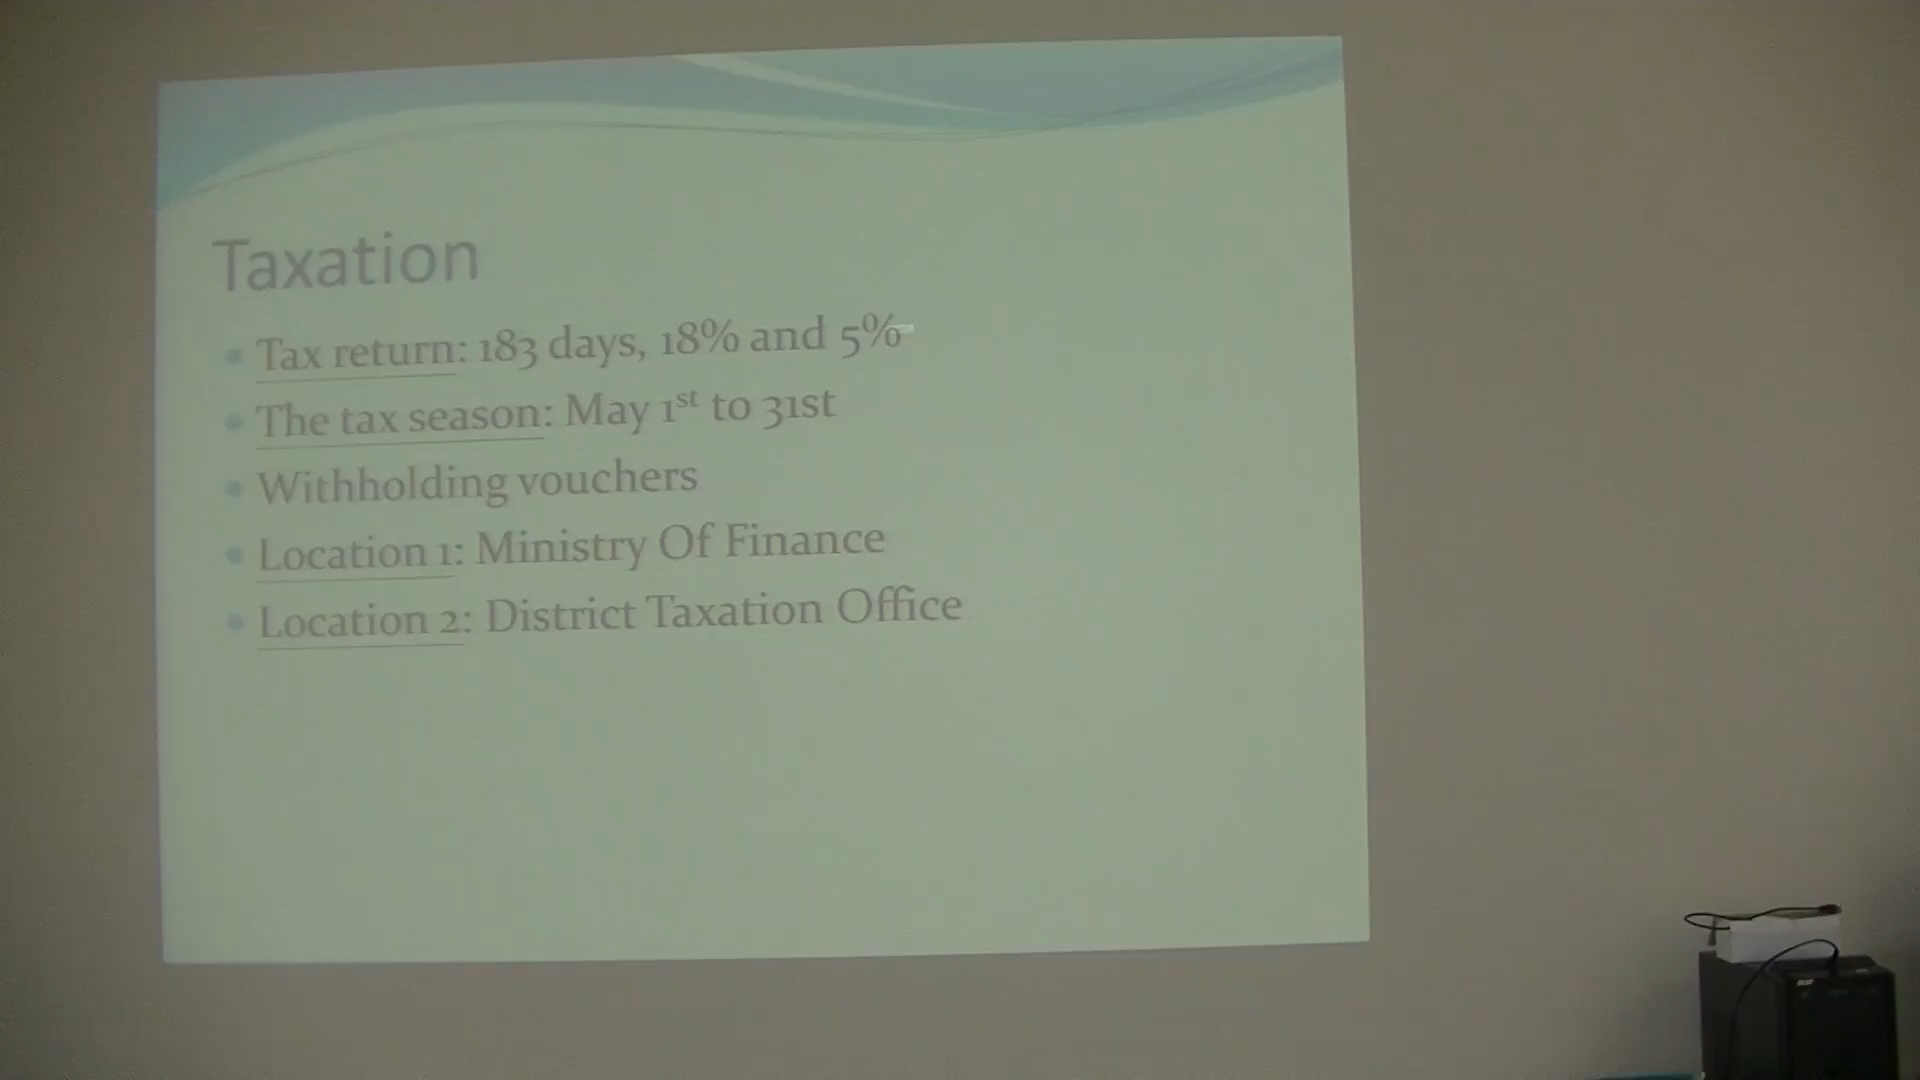 Taxation
Tax return: 183 days, 18% and 5%
The tax season: May 1st to 31st
Withholding vouchers
Location 1: Ministry Of Finance
Location 2: District Taxation Office